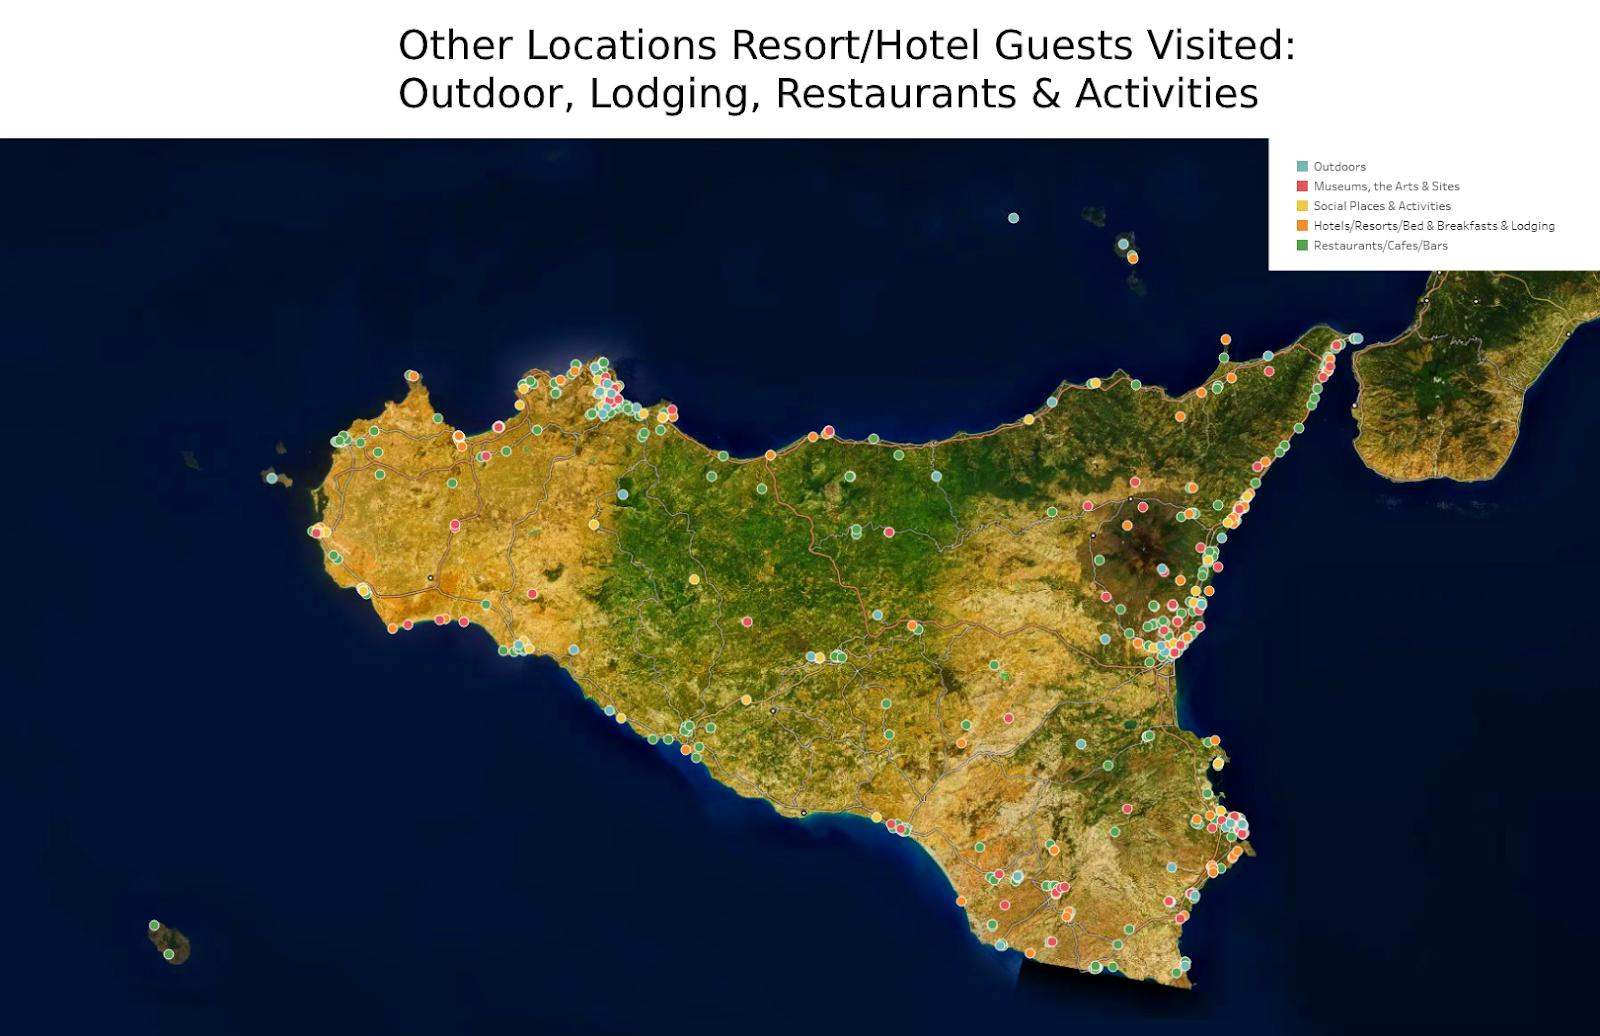 Other Locations Resort/Hotel Guests Visited:
Outdoor, Lodging, Restaurants & Activities
Outdoors
Museums, the Arts & Sites
Social Places & Activities
Hotels/Resorts/Bed & Breakfasts & Lodging
Restaurants/Cafes/Bars